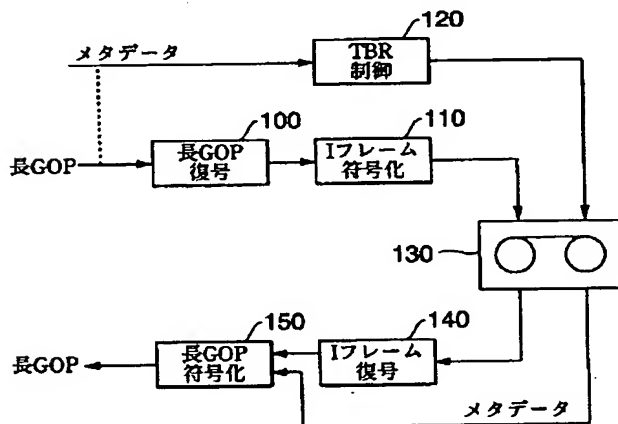 120
メタデータ
TBR
制御
100
110
長GOP
長GOP
復号
Iフレーム
符号化
130
150
140
長GOP
長GOP
符号化
Iフレーム
復号
メタデータ